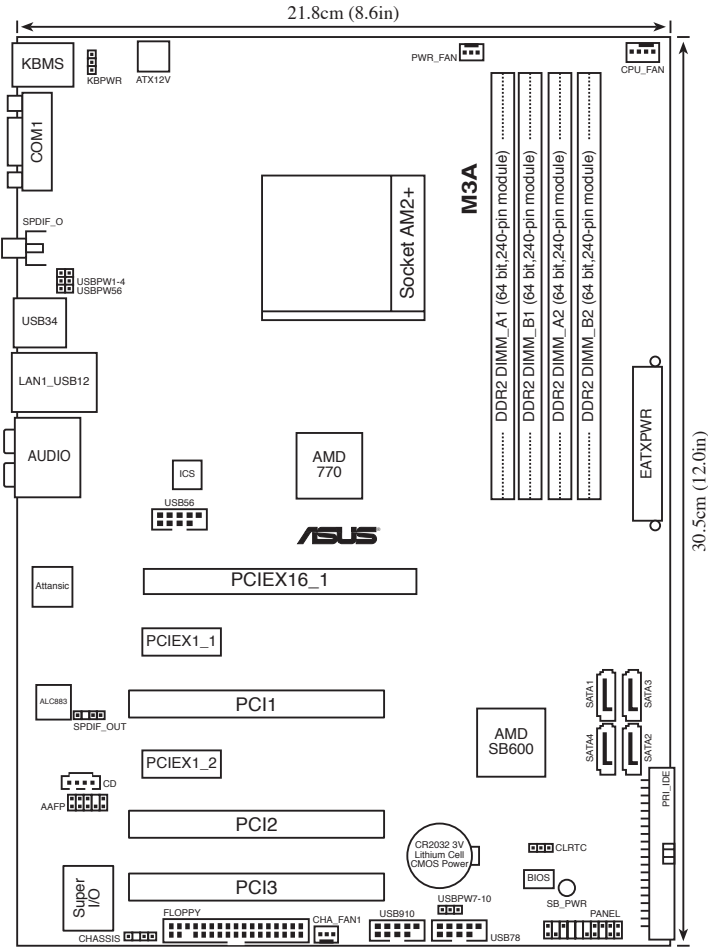 21.8cm (8.6in)
KBMS
KBPWR
ATX12V
PWR_FAN
CPU_FAN
COM1
M3A
SPDIF_O
Socket AM2+
DDR2 DIMM_A1 (64 bit,240-pin module)
DDR2 DIMM_B1 (64 bit,240-pin module)
DDR2 DIMM_A2 (64 bit,240-pin module)
DDR2 DIMM_B2 (64 bit,240-pin module)
USBPW1-4
USBPW56
USB34
LAN1_USB12
EATXPWR
30.5cm (12.0in)
AUDIO
ICS
AMD
770
USB56
ASUS
Attansic
PCIEX16_1
PCIEX1_1
ALC883
SPDIF_OUT
PCI1
SATA1
SATA3
AMD
SB600
SATA4
SATA2
PCIEX1_2
CD
AAFP
PRI_IDE
PCI2
CR2032 3V
Lithium Cell
CMOS Power
CLRTC
Super
I/O
PCI3
BIOS
SB_PWR
USBPW7-10
FLOPPY
CHA_FAN1
USB910
PANEL
CHASSIS
USB78